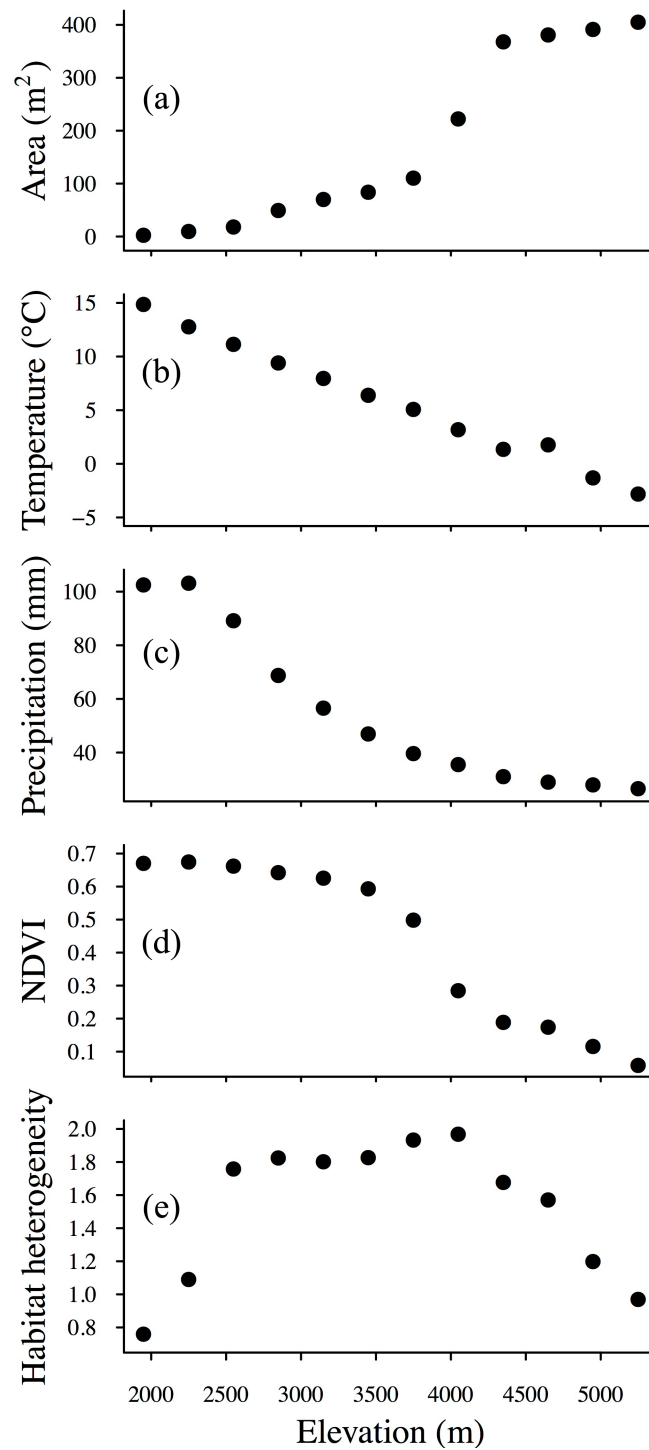 Area (m²)
400
300
200
100
0
(a)
Temperature (°C)
15
10
5
0
−5
(b)
Precipitation (mm)
100
80
60
40
(c)
NDVI
0.7
0.6
0.5
0.4
0.3
0.2
0.1
(d)
Habitat heterogeneity
2.0
1.8
1.6
1.4
1.2
1.0
0.8
(e)
2000 2500 3000 3500 4000 4500 5000
Elevation (m)